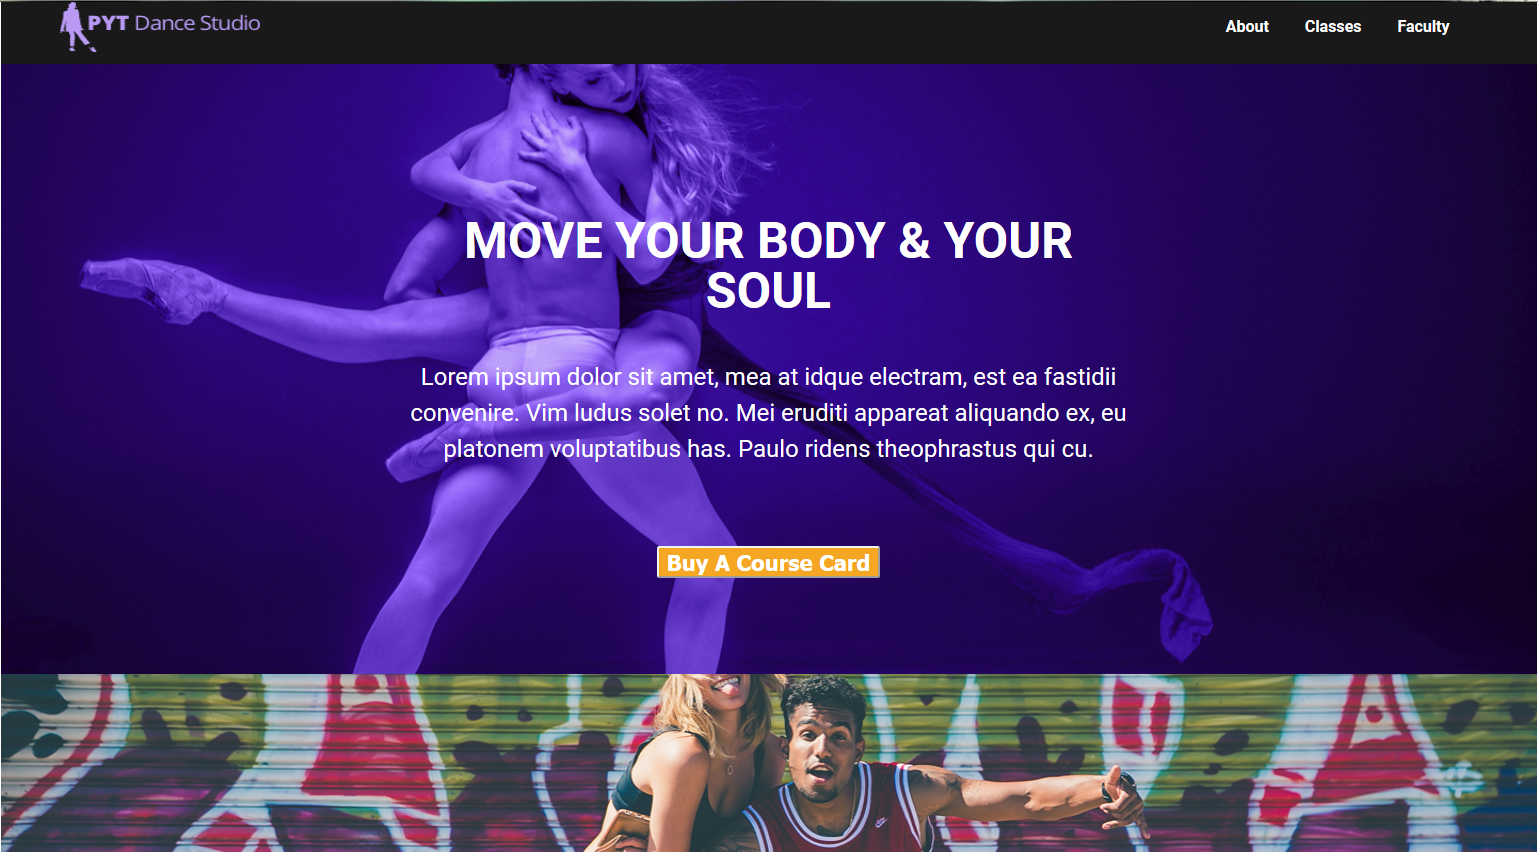 PYT Dance Studio
About Classes Faculty
MOVE YOUR BODY & YOUR
SOUL
Lorem ipsum dolor sit amet, mea at idque electram, est ea fastidii
convenire. Vim ludus solet no. Mei eruditi appareat aliquando ex, eu
platonem voluptatibus has. Paulo ridens theophrastus qui cu.
Buy A Course Card